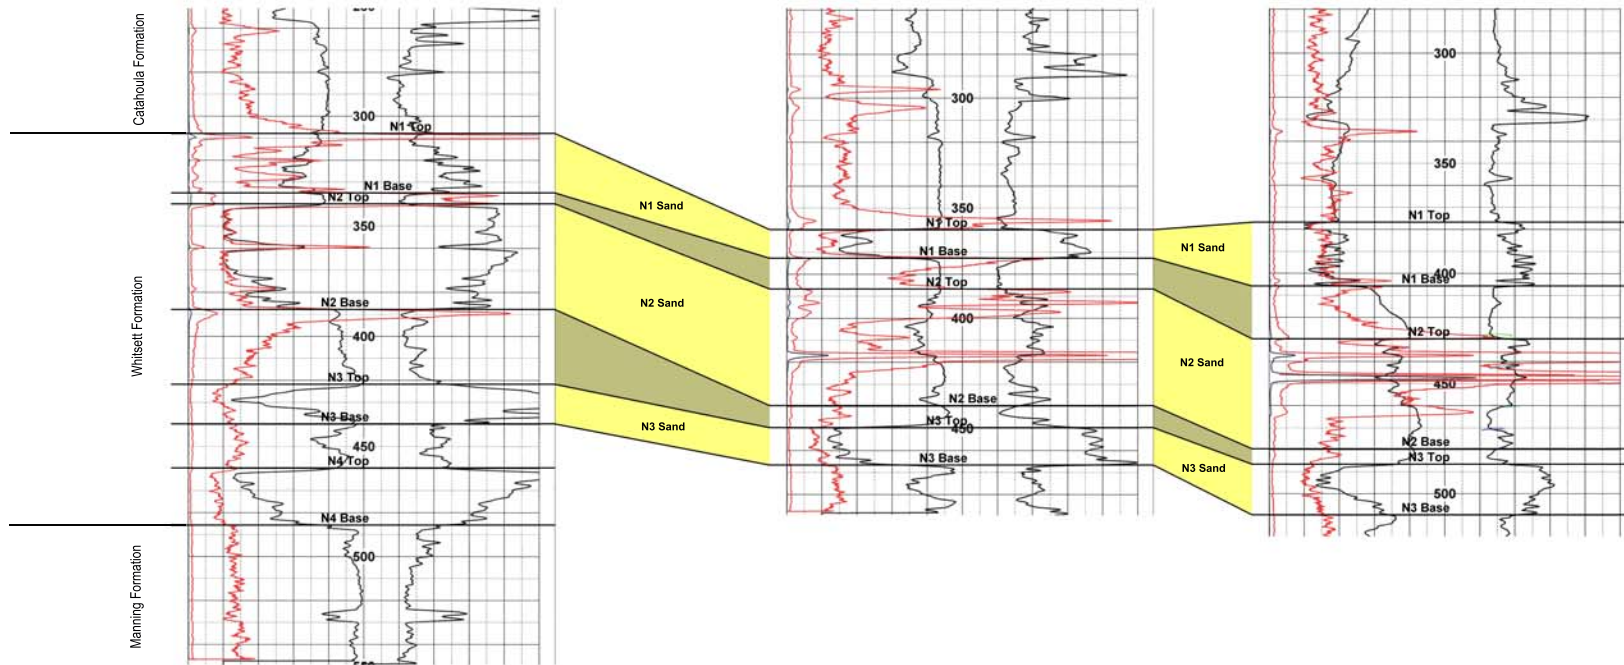 Catahoula Formation
Whitsett Formation
Manning Formation
300
N1 Top
N1 Base
N2 Top
350
N2 Base
400
N3 Top
N3 Base
450
N4 Top
N4 Base
500
N1 Sand
N2 Sand
N3 Sand
300
350
N1 Top
N1 Base
N2 Top
400
N2 Base
N3 Top
450
N3 Base
N1 Sand
N2 Sand
N3 Sand
300
350
N1 Top
400
N1 Base
N2 Top
450
N2 Base
N3 Top
500
N3 Base